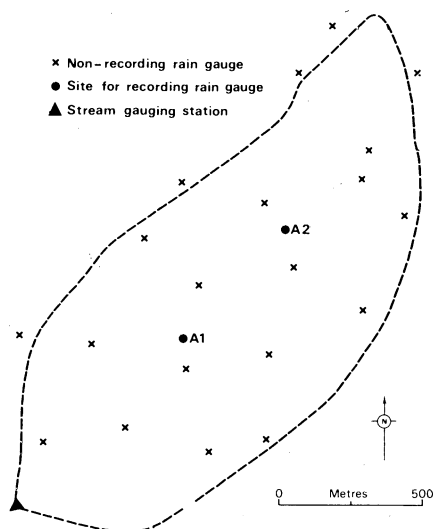 Non-recording rain gauge
Site for recording rain gauge
Stream gauging station
A2
A1
N
0 Metres 500